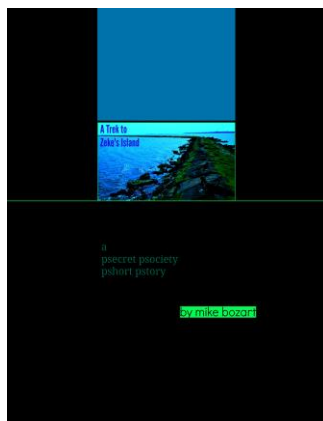 A Trek to
Zeke's Island
a
psecret psociety
pshort pstory
by mike bozart